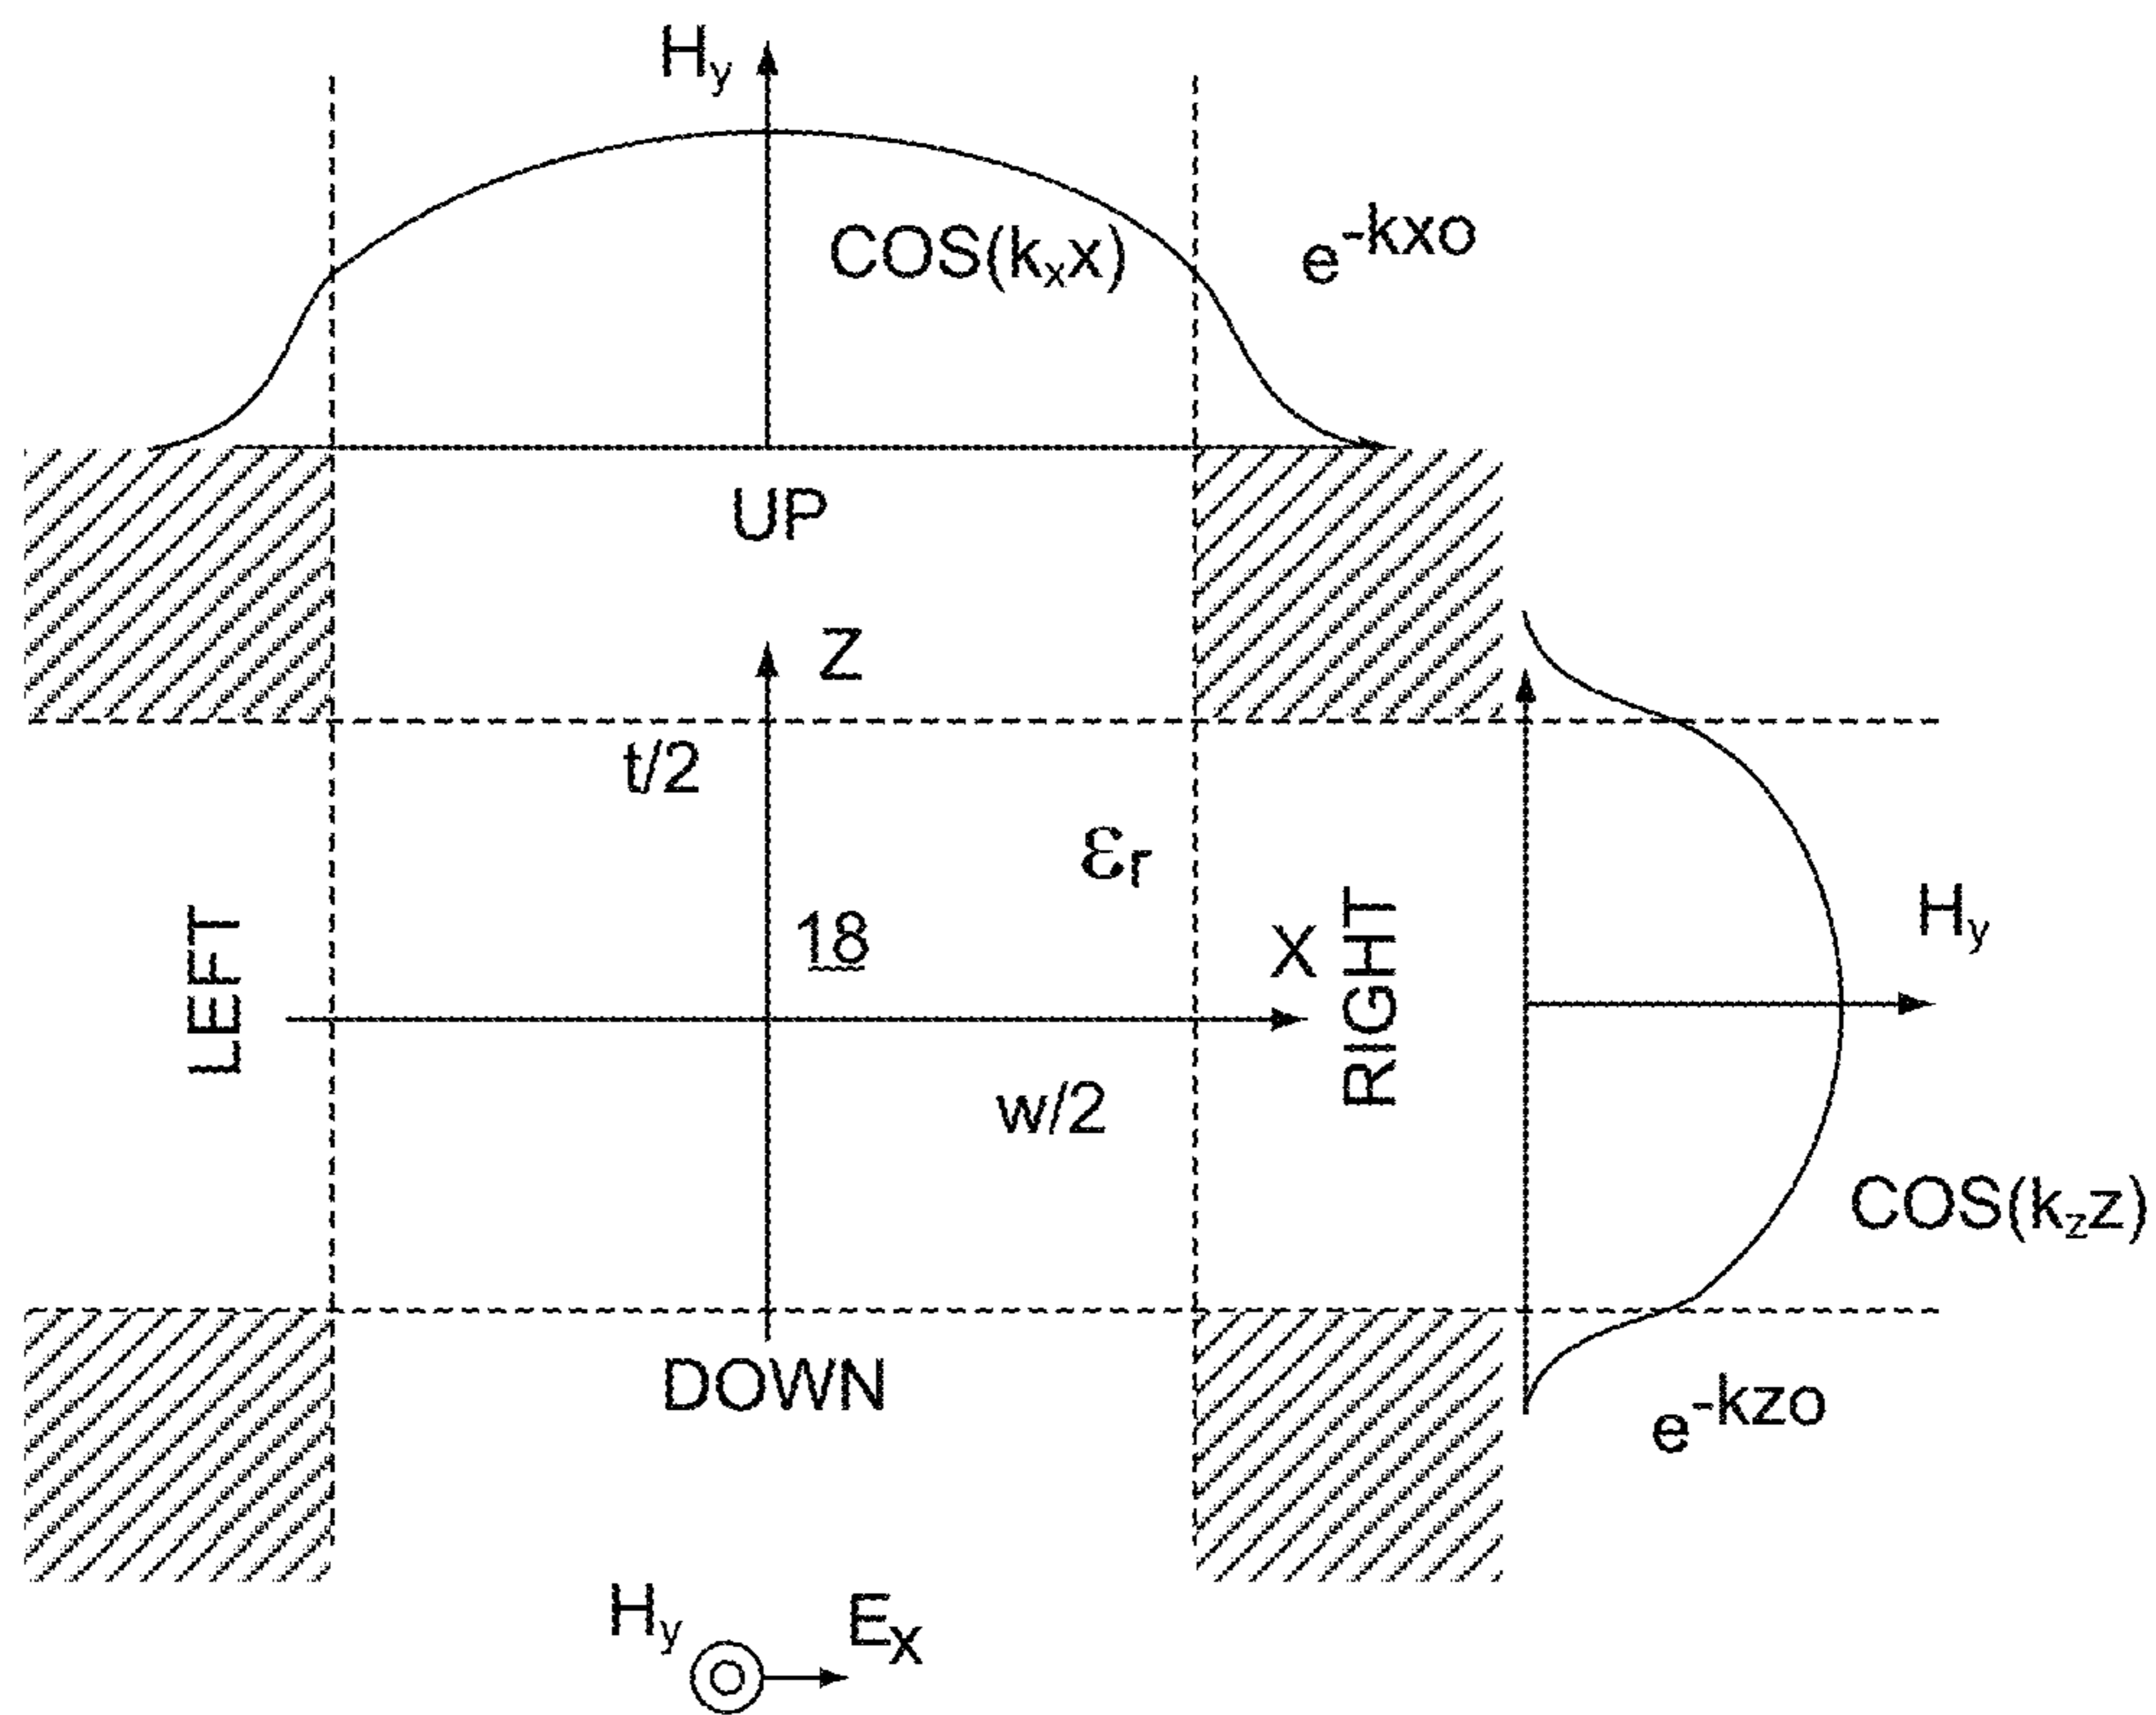 Hy
COS(kxx)
e-kxo
UP
Z
t/2
εr
18
X
LEFT
RIGHT
Hy
w/2
COS(kzz)
DOWN
e-kzo
Hy
Ex